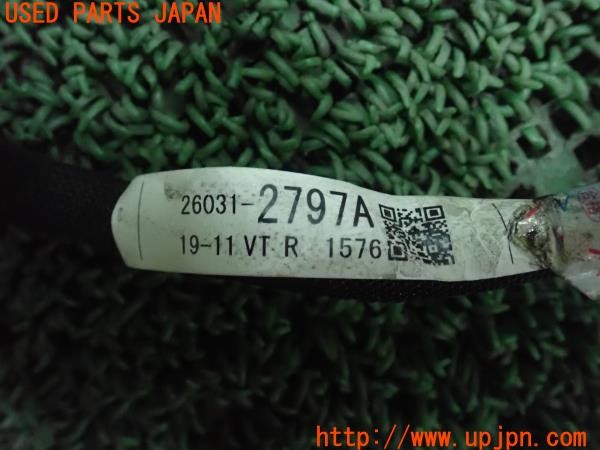 USED PARTS JAPAN
26031-2797A
19-11 VT R 1576
http://www.upjpn.com